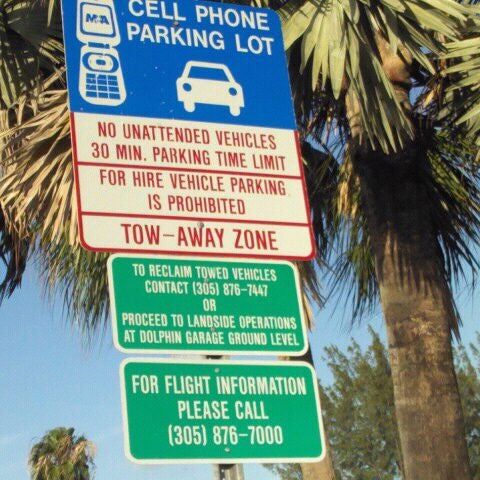 MIA
CELL PHONE
PARKING LOT
NO UNATTENDED VEHICLES
30 MIN. PARKING TIME LIMIT
FOR HIRE VEHICLE PARKING
IS PROHIBITED
TOW-AWAY ZONE
TO RECLAIM TOWED VEHICLES
CONTACT (305) 876-7447
OR
PROCEED TO LANDSIDE OPERATIONS
AT DOLPHIN GARAGE GROUND LEVEL
FOR FLIGHT INFORMATION
PLEASE CALL
(305) 876-7000